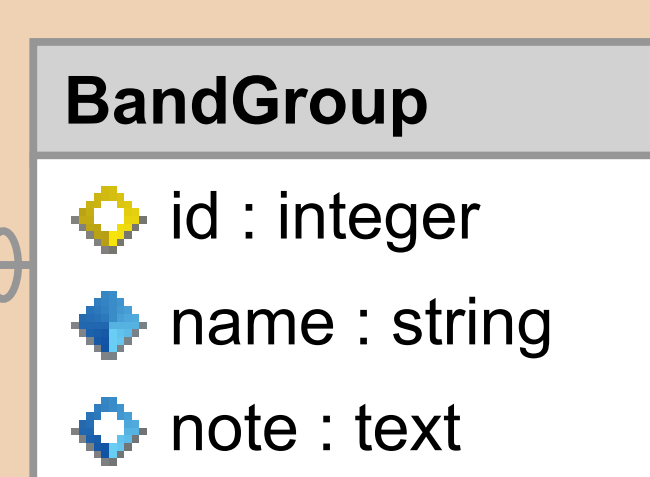 BandGroup
id : integer
name : string
note : text